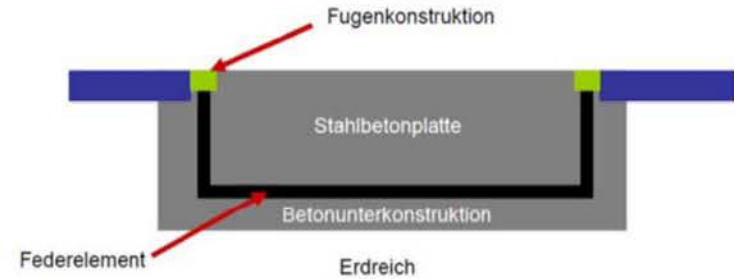 Fugenkonstruktion
Stahlbetonplatte
Betonunterkonstruktion
Federelement
Erdreich